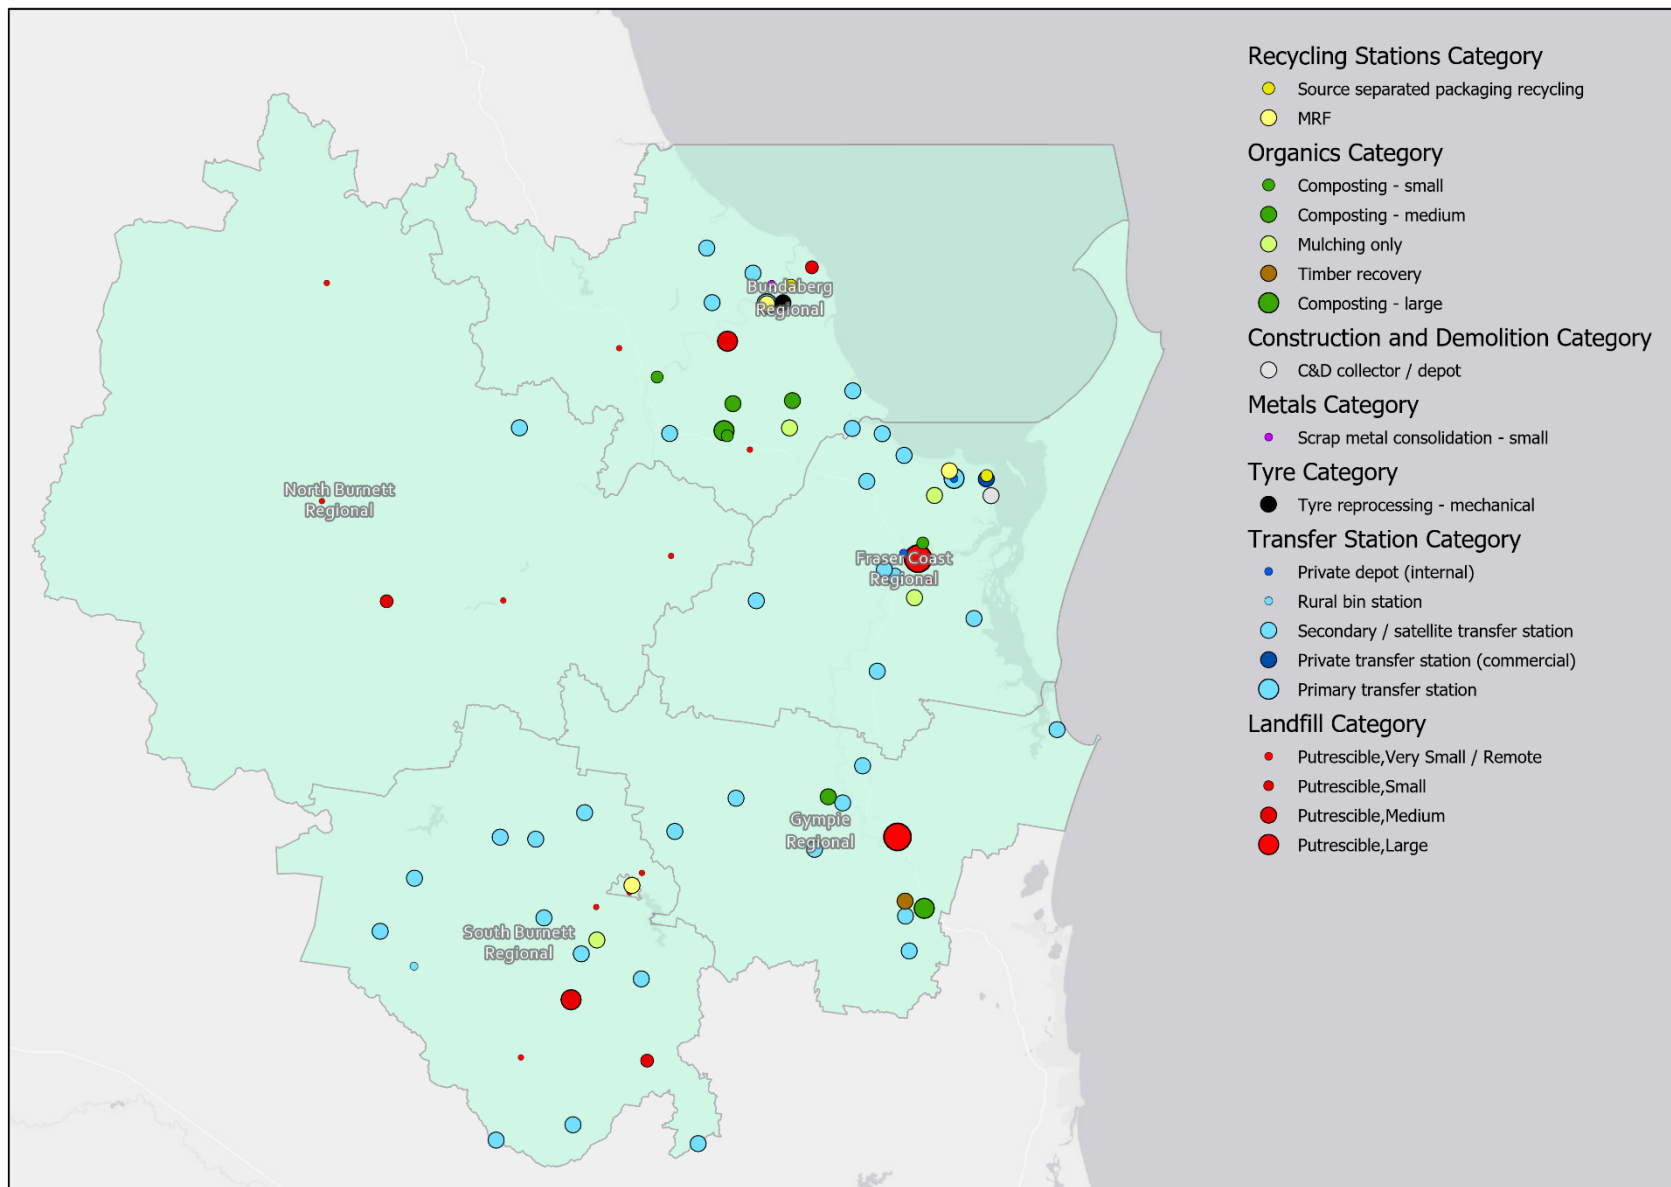 Recycling Stations Category
Source separated packaging recycling
MRF
Organics Category
Composting - small
Composting - medium
Mulching only
Timber recovery
Composting - large
Construction and Demolition Category
C&D collector / depot
Metals Category
Scrap metal consolidation - small
Tyre Category
Tyre reprocessing - mechanical
Transfer Station Category
Private depot (internal)
Rural bin station
Secondary / satellite transfer station
Private transfer station (commercial)
Primary transfer station
Landfill Category
Putrescible,Very Small / Remote
Putrescible,Small
Putrescible,Medium
Putrescible,Large
Bundaberg
Regional
North Burnett
Regional
Fraser Coast
Regional
Gympie
Regional
South Burnett
Regional